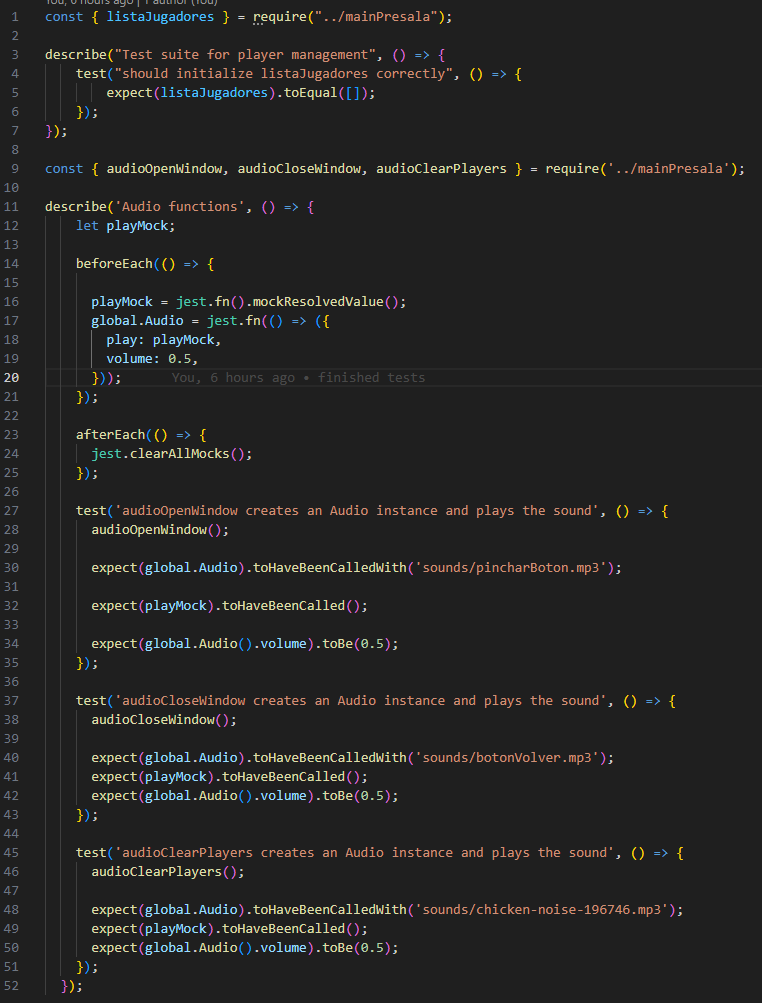 You, 6 hours ago | 1 author (You)
1 const { listaJugadores } = require("../mainPresala");
2
3 describe("Test suite for player management", () => {
4     test("should initialize listaJugadores correctly", () => {
5         expect(listaJugadores).toEqual([]);
6     });
7 });
8
9 const { audioOpenWindow, audioCloseWindow, audioClearPlayers } = require('../mainPresala');
10
11 describe('Audio functions', () => {
12     let playMock;
13
14     beforeEach(() => {
15
16       playMock = jest.fn().mockResolvedValue();
17       global.Audio = jest.fn(() => ({
18         play: playMock,
19         volume: 0.5,
20       }));      You, 6 hours ago • finished tests
21     });
22
23     afterEach(() => {
24       jest.clearAllMocks();
25     });
26
27     test('audioOpenWindow creates an Audio instance and plays the sound', () => {
28       audioOpenWindow();
29
30       expect(global.Audio).toHaveBeenCalledWith('sounds/pincharBoton.mp3');
31
32       expect(playMock).toHaveBeenCalled();
33
34       expect(global.Audio().volume).toBe(0.5);
35     });
36
37     test('audioCloseWindow creates an Audio instance and plays the sound', () => {
38       audioCloseWindow();
39
40       expect(global.Audio).toHaveBeenCalledWith('sounds/botonVolver.mp3');
41       expect(playMock).toHaveBeenCalled();
42       expect(global.Audio().volume).toBe(0.5);
43     });
44
45     test('audioClearPlayers creates an Audio instance and plays the sound', () => {
46       audioClearPlayers();
47
48       expect(global.Audio).toHaveBeenCalledWith('sounds/chicken-noise-196746.mp3');
49       expect(playMock).toHaveBeenCalled();
50       expect(global.Audio().volume).toBe(0.5);
51     });
52   });